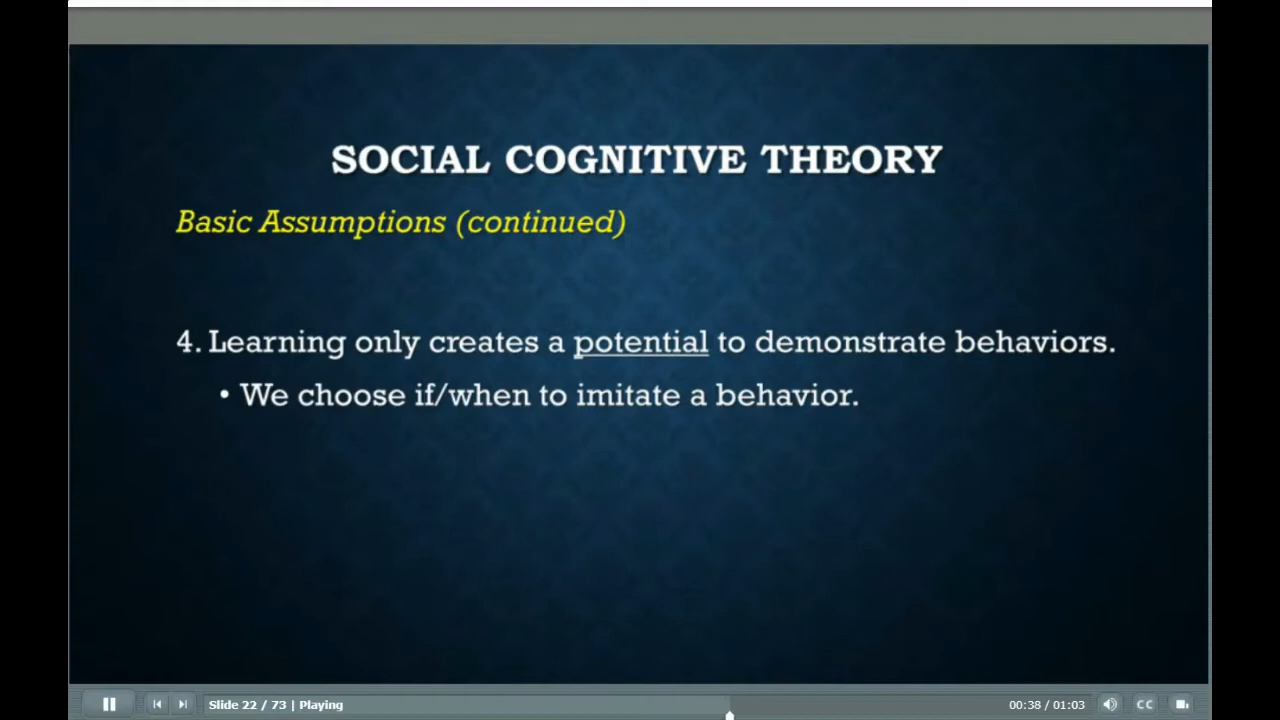 SOCIAL COGNITIVE THEORY
Basic Assumptions (continued)
4. Learning only creates a potential to demonstrate behaviors.
• We choose if/when to imitate a behavior.
Slide 22 / 73 | Playing
00:38 / 01:03
CC